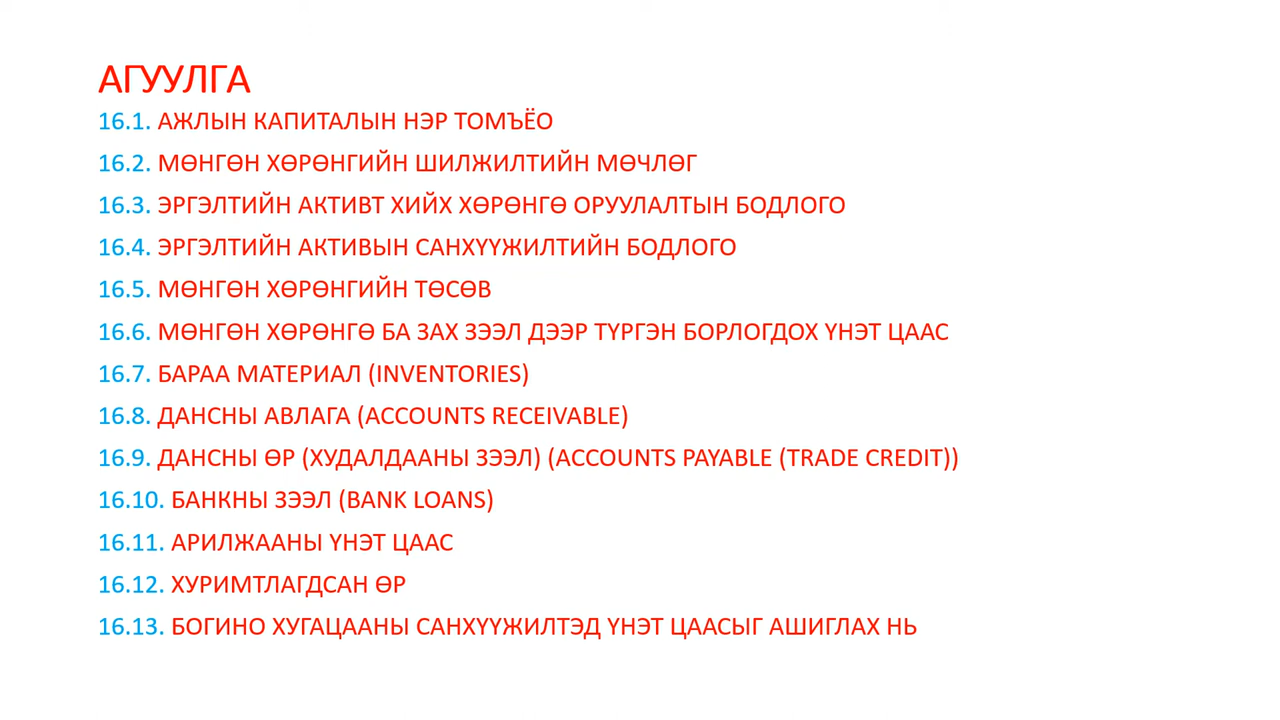 АГУУЛГА
16.1. АЖЛЫН КАПИТАЛЫН НЭР ТОМЪЁО
16.2. МӨНГӨН ХӨРӨНГИЙН ШИЛЖИЛТИЙН МӨЧЛӨГ
16.3. ЭРГЭЛТИЙН АКТИВТ ХИЙХ ХӨРӨНГӨ ОРУУЛАЛТЫН БОДЛОГО
16.4. ЭРГЭЛТИЙН АКТИВЫН САНХҮҮЖИЛТИЙН БОДЛОГО
16.5. МӨНГӨН ХӨРӨНГИЙН ТӨСӨВ
16.6. МӨНГӨН ХӨРӨНГӨ БА ЗАХ ЗЭЭЛ ДЭЭР ТҮРГЭН БОРЛОГДОХ ҮНЭТ ЦААС
16.7. БАРАА МАТЕРИАЛ (INVENTORIES)
16.8. ДАНСНЫ АВЛАГА (ACCOUNTS RECEIVABLE)
16.9. ДАНСНЫ ӨР (ХУДАЛДААНЫ ЗЭЭЛ) (ACCOUNTS PAYABLE (TRADE CREDIT))
16.10. БАНКНЫ ЗЭЭЛ (BANK LOANS)
16.11. АРИЛЖААНЫ ҮНЭТ ЦААС
16.12. ХУРИМТЛАГДСАН ӨР
16.13. БОГИНО ХУГАЦААНЫ САНХҮҮЖИЛТЭД ҮНЭТ ЦААСЫГ АШИГЛАХ НЬ